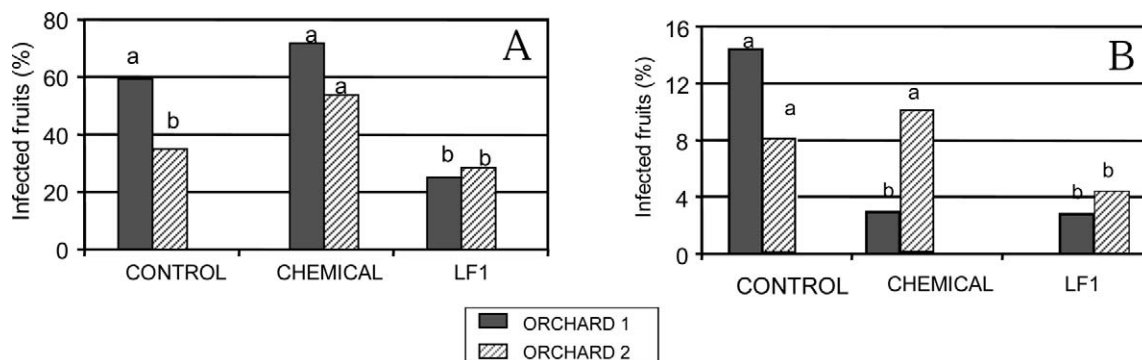 A
Infected fruits (%)
80
60
40
20
0
a
b
a
a
b
b
CONTROL
CHEMICAL
LF1
B
Infected fruits (%)
16
12
8
4
0
a
a
b
a
b
b
CONTROL
CHEMICAL
LF1
ORCHARD 1
ORCHARD 2